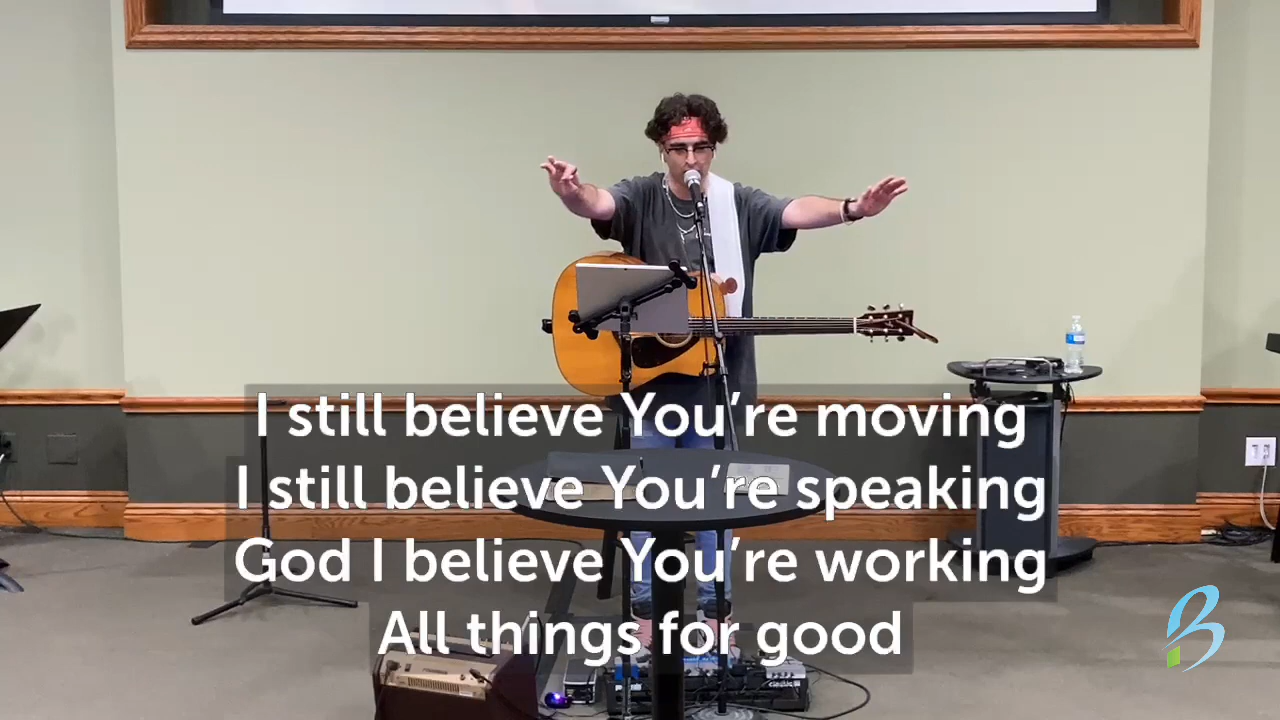 I still believe You’re moving
I still believe You’re speaking
God I believe You’re working
All things for good